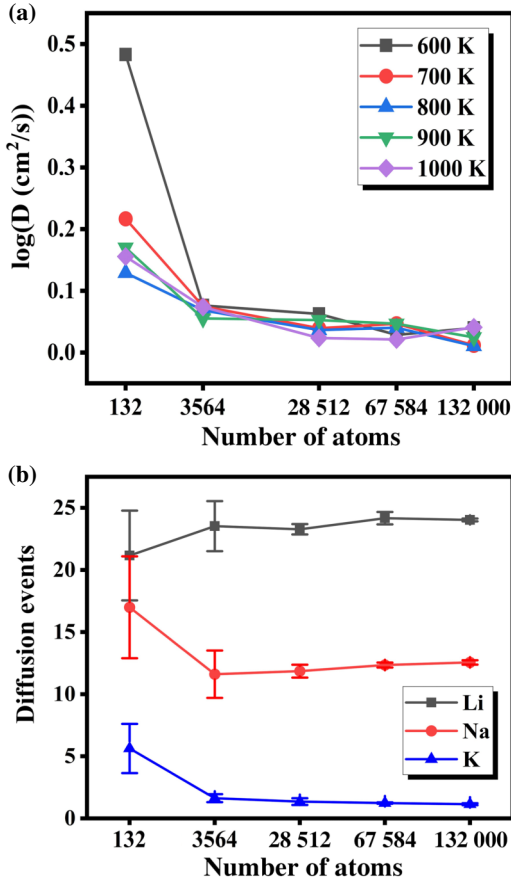 (a)
0.5
0.4
0.3
0.2
0.1
0.0
log(D (cm²/s))
600 K
700 K
800 K
900 K
1000 K
132 3564 28 512 67 584 132 000
Number of atoms
(b)
25
20
15
10
5
0
Diffusion events
Li
Na
K
132 3564 28 512 67 584 132 000
Number of atoms